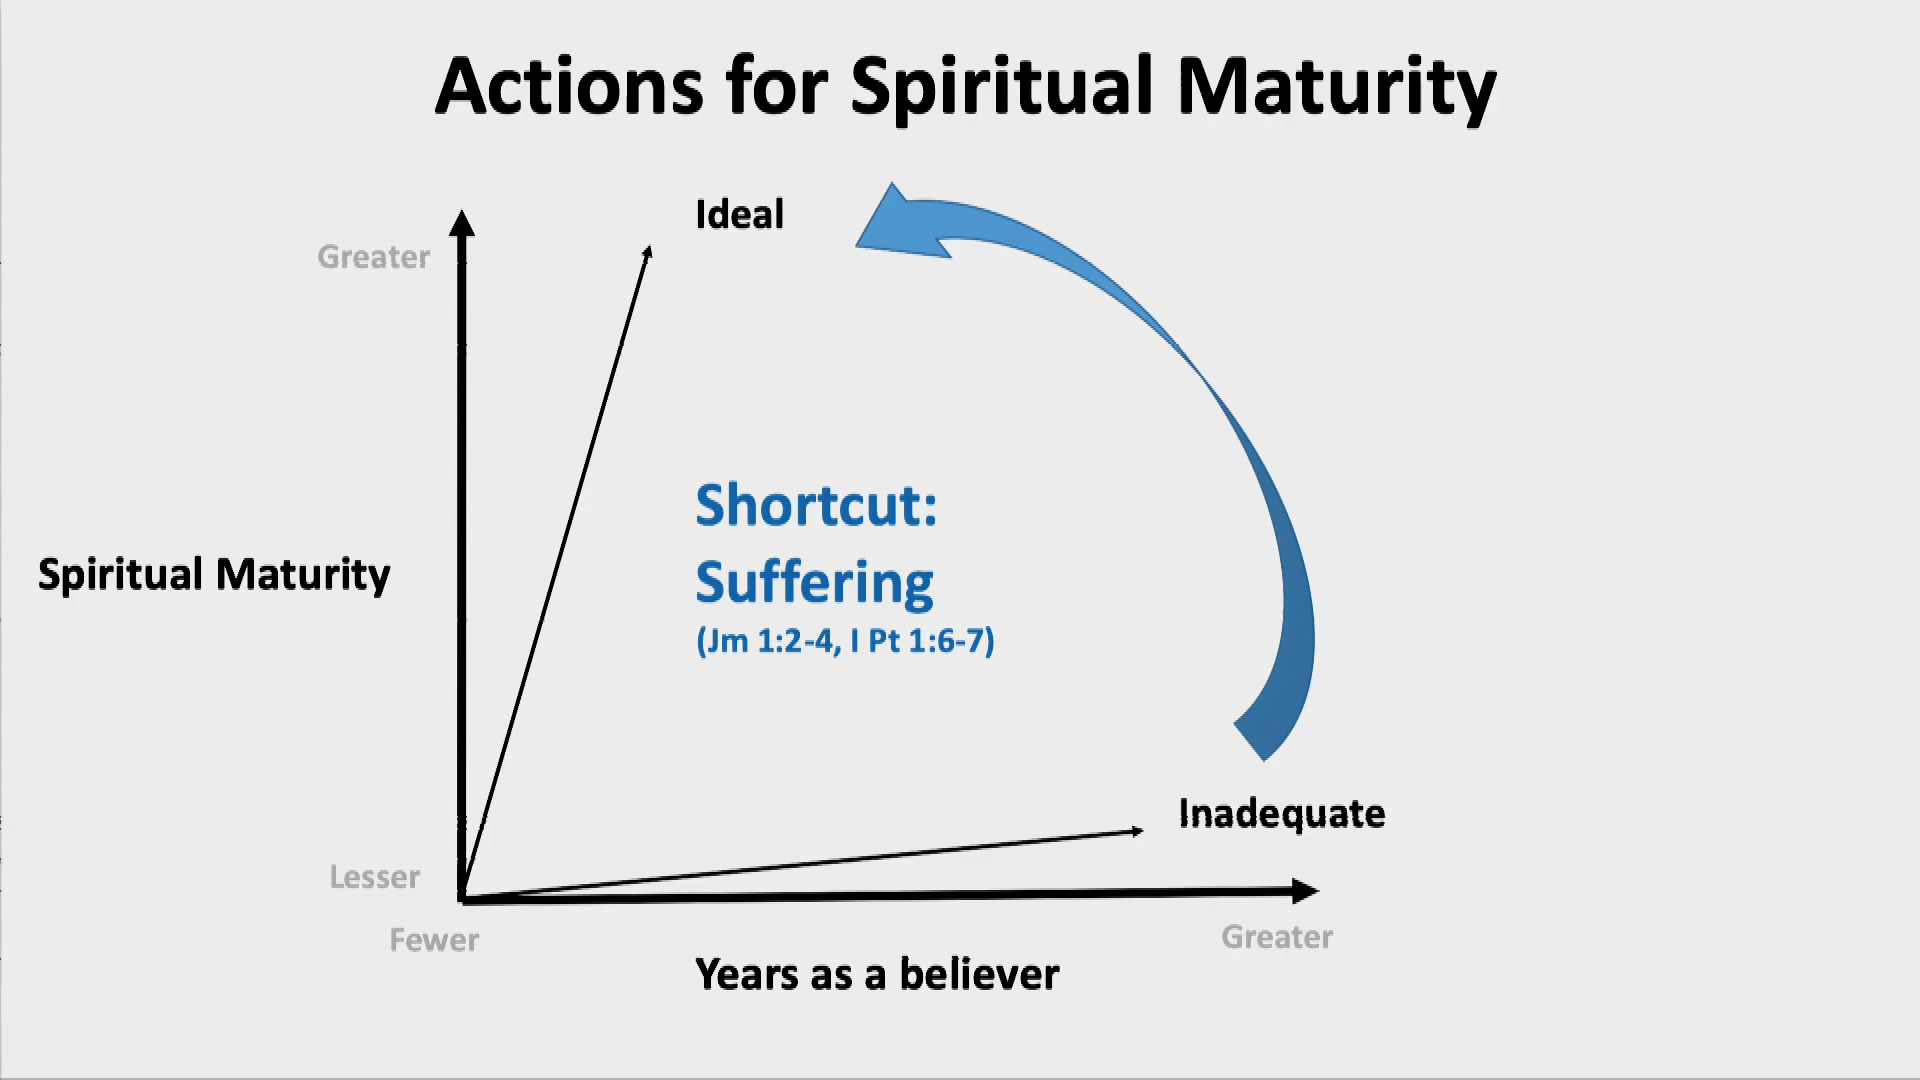 Actions for Spiritual Maturity
Ideal
Greater
Shortcut:
Suffering
(Jm 1:2-4, I Pt 1:6-7)
Spiritual Maturity
Inadequate
Lesser
Fewer
Greater
Years as a believer